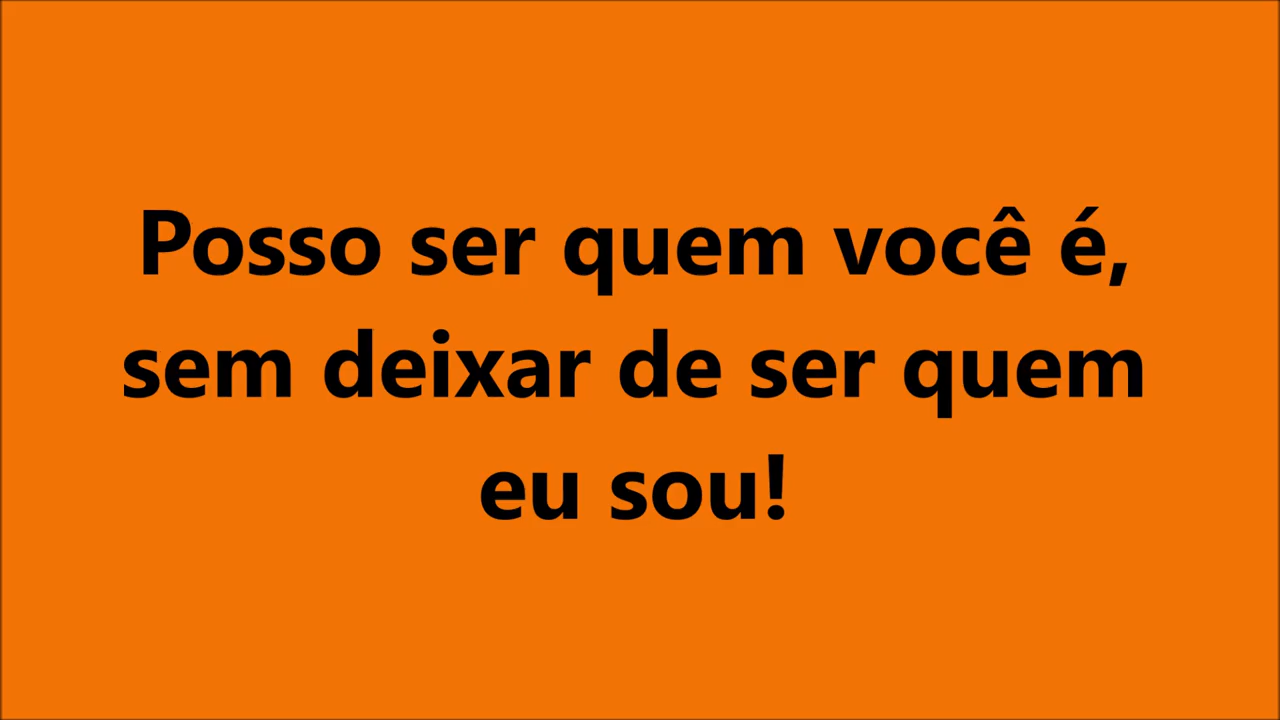 Posso ser quem você é,
sem deixar de ser quem
eu sou!